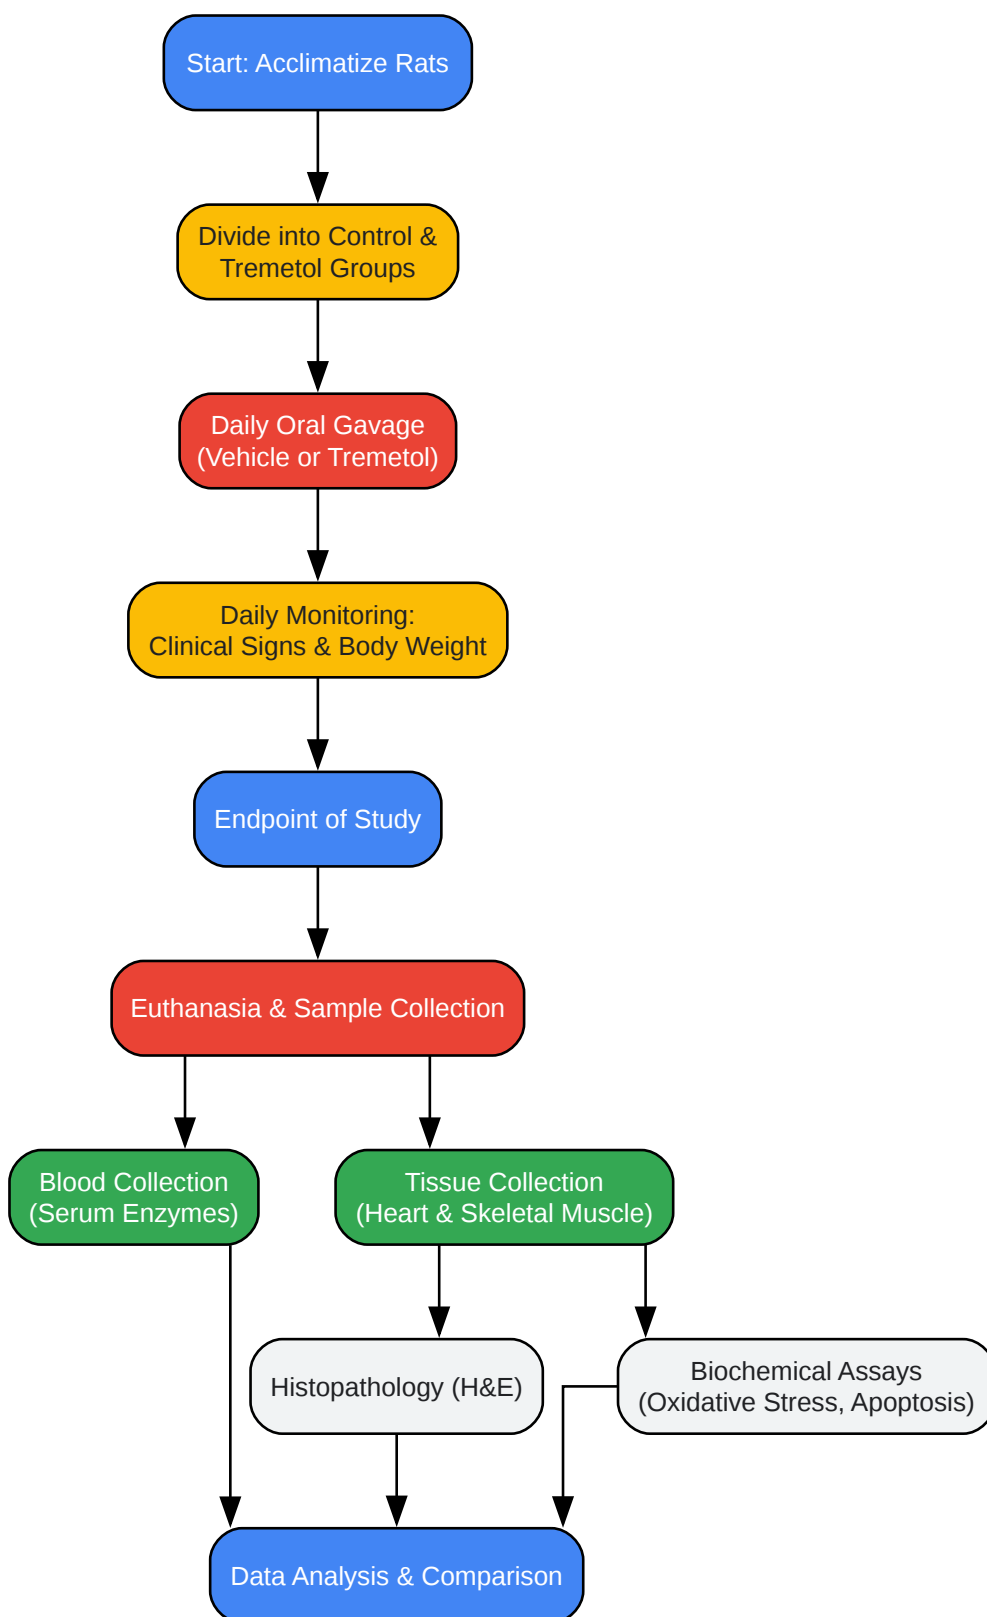 Start: Acclimatize Rats
Divide into Control &
Tremetol Groups
Daily Oral Gavage
(Vehicle or Tremetol)
Daily Monitoring:
Clinical Signs & Body Weight
Endpoint of Study
Euthanasia & Sample Collection
Blood Collection
(Serum Enzymes)
Tissue Collection
(Heart & Skeletal Muscle)
Histopathology (H&E)
Biochemical Assays
(Oxidative Stress, Apoptosis)
Data Analysis & Comparison